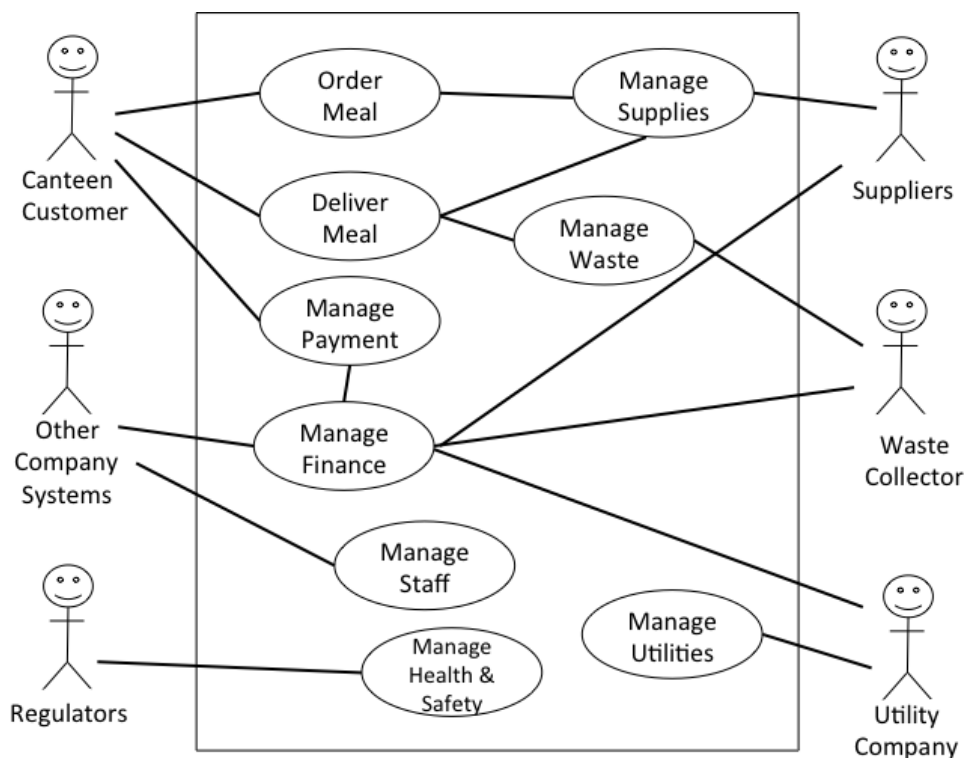 Order
Meal
Manage
Supplies
Canteen
Customer
Suppliers
Deliver
Meal
Manage
Waste
Manage
Payment
Other
Company
Systems
Manage
Finance
Waste
Collector
Manage
Staff
Manage
Utilities
Manage
Health &
Safety
Regulators
Utility
Company